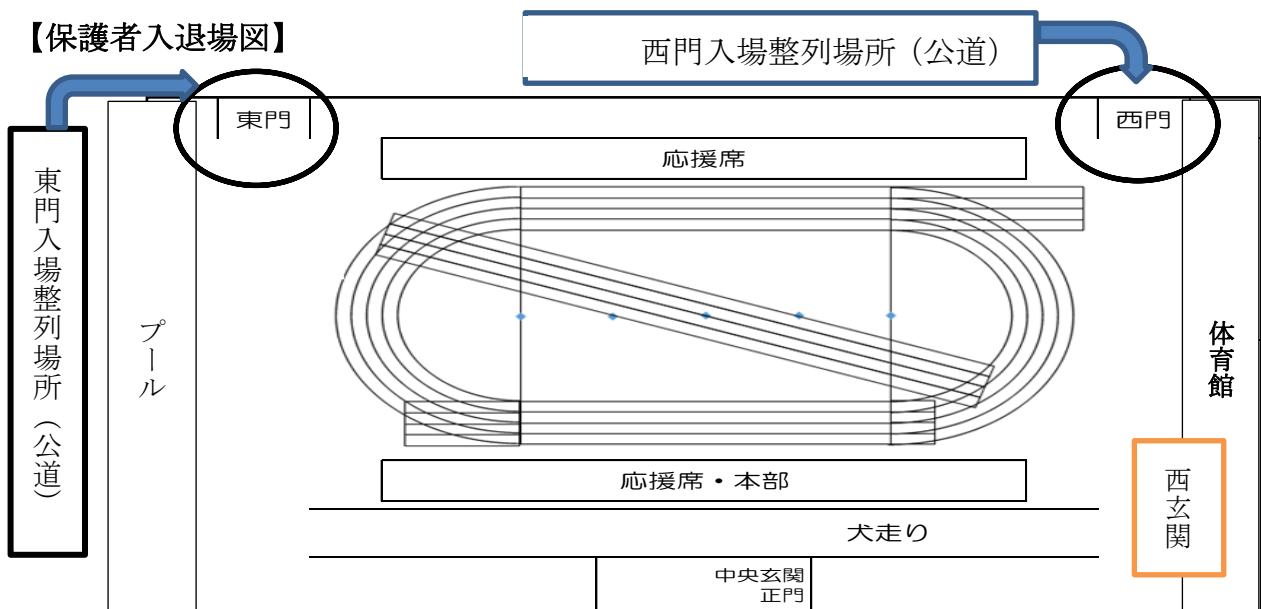 【保護者入退場図】
西門入場整列場所（公道）
東門
西門
応援席
東門入場整列場所（公道）
プール
体育館
応援席・本部
西玄関
犬走り
中央玄関
正門